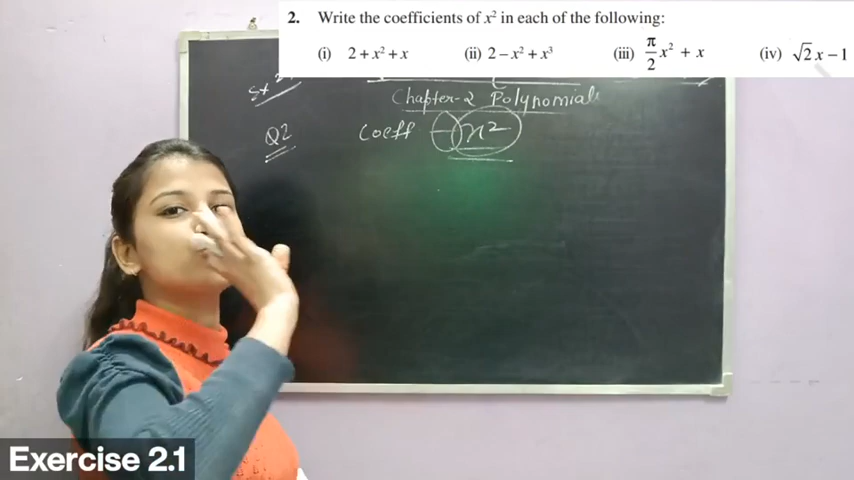 2. Write the coefficients of x² in each of the following:
(i) 2 + x² + x (ii) 2 – x² + x³ (iii) π/2 x² + x (iv) √2 x – 1
Chapter-2 Polynomials
Q2 Coeff x²
Exercise 2.1